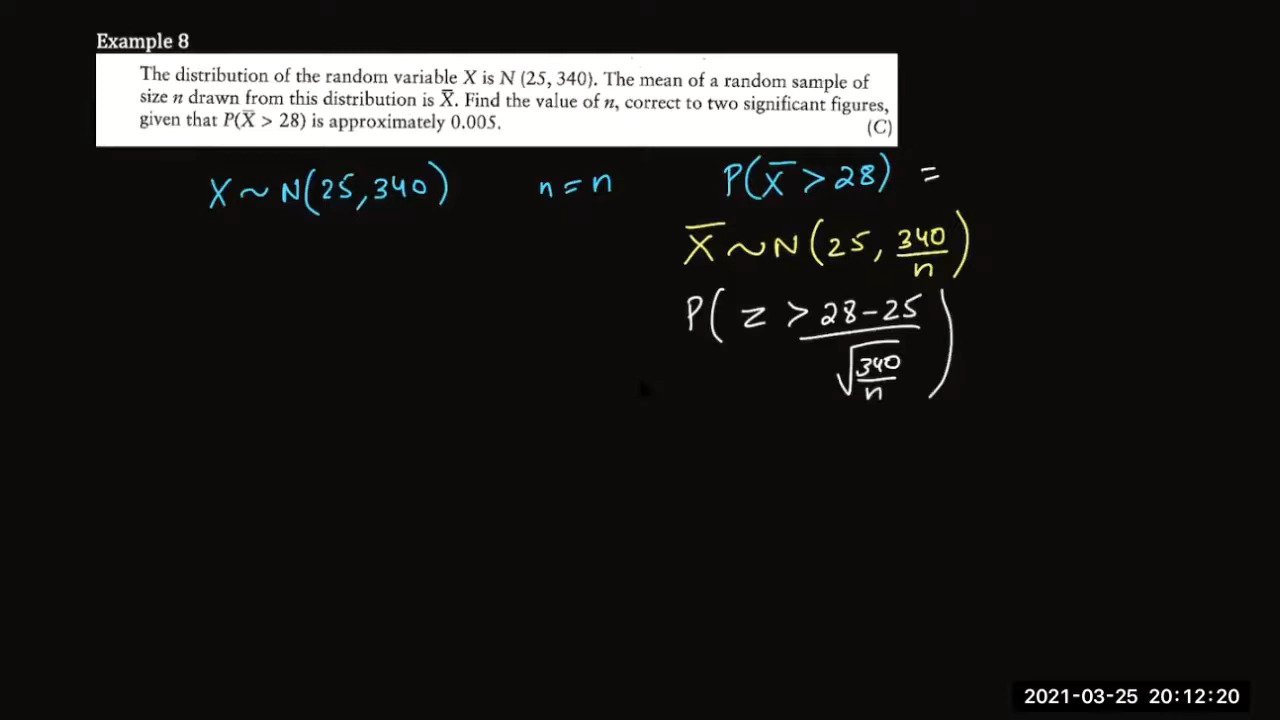 Example 8
The distribution of the random variable X is N (25, 340). The mean of a random sample of
size n drawn from this distribution is X̄. Find the value of n, correct to two significant figures,
given that P(X̄ > 28) is approximately 0.005.
(C)
X ~ N(25, 340) n = n P(X̄ > 28) =
X̄ ~ N(25, 340/n)
P(z > (28-25)/√(340/n))
2021-03-25 20:12:20